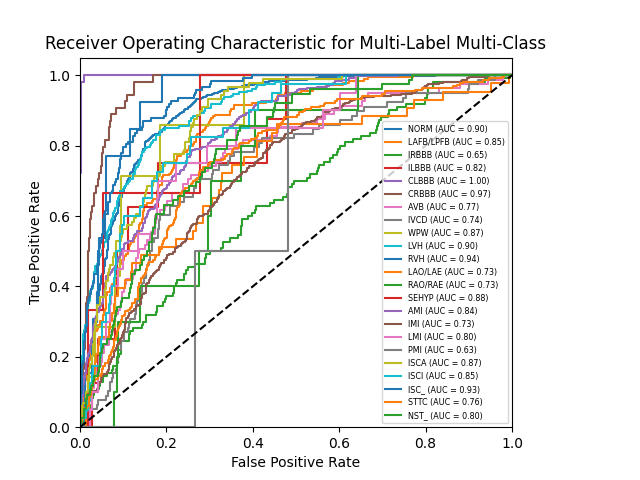 Receiver Operating Characteristic for Multi-Label Multi-Class
True Positive Rate
1.0
0.8
0.6
0.4
0.2
0.0
NORM (AUC = 0.90)
LAFB/LPFB (AUC = 0.85)
IRBBB (AUC = 0.65)
ILBBB (AUC = 0.82)
CLBBB (AUC = 1.00)
CRBBB (AUC = 0.97)
AVB (AUC = 0.77)
IVCD (AUC = 0.74)
WPW (AUC = 0.87)
LVH (AUC = 0.90)
RVH (AUC = 0.94)
LAO/LAE (AUC = 0.73)
RAO/RAE (AUC = 0.73)
SEHYP (AUC = 0.88)
AMI (AUC = 0.84)
IMI (AUC = 0.73)
LMI (AUC = 0.80)
PMI (AUC = 0.63)
ISCA (AUC = 0.87)
ISCI (AUC = 0.85)
ISC_ (AUC = 0.93)
STTC (AUC = 0.76)
NST_ (AUC = 0.80)
0.0 0.2 0.4 0.6 0.8 1.0
False Positive Rate